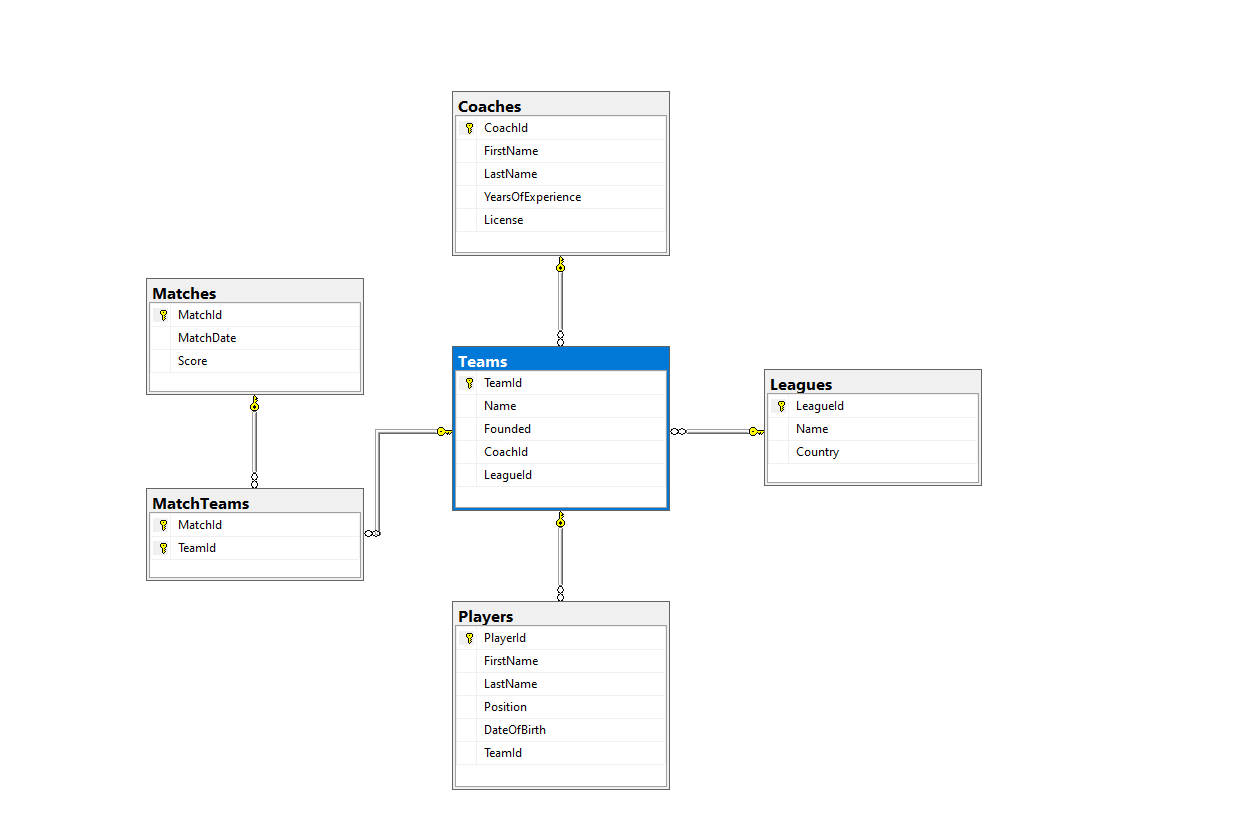 Coaches
CoachId
FirstName
LastName
YearsOfExperience
License
Matches
MatchId
MatchDate
Score
Teams
TeamId
Name
Founded
CoachId
LeagueId
Leagues
LeagueId
Name
Country
MatchTeams
MatchId
TeamId
Players
PlayerId
FirstName
LastName
Position
DateOfBirth
TeamId